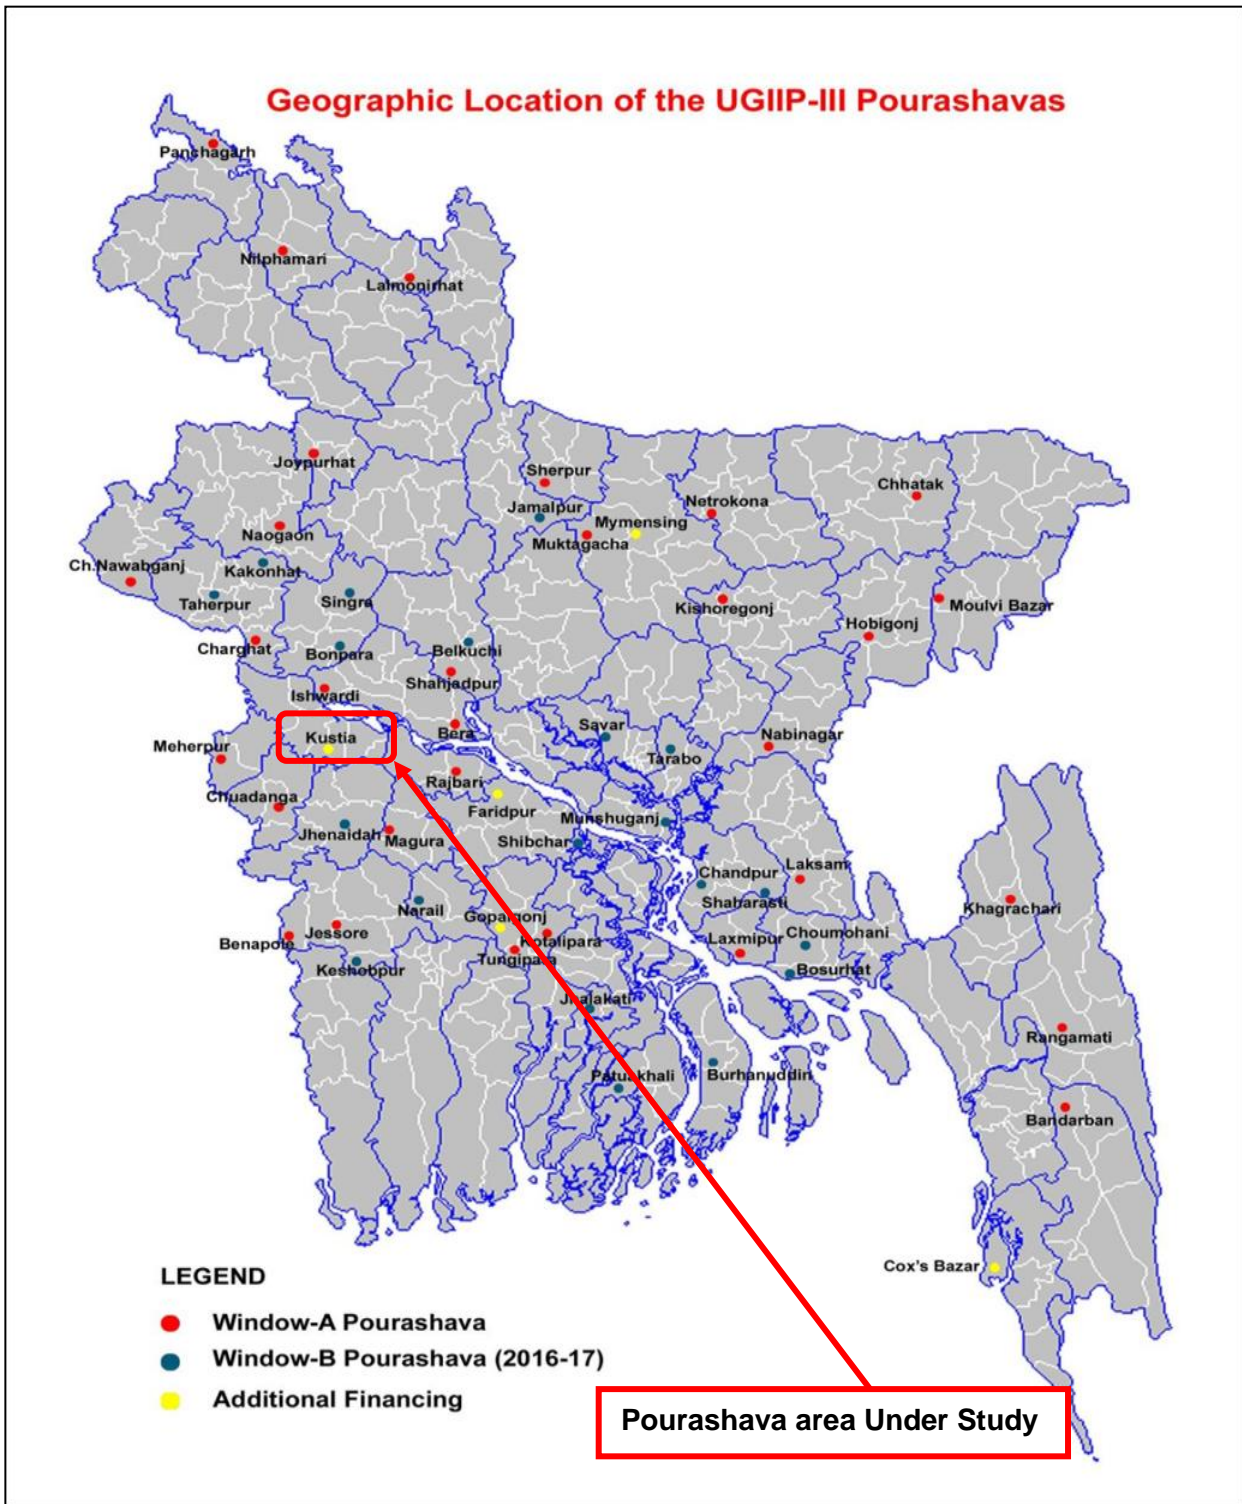 Geographic Location of the UGIIP-III Pourashavas
Panchagarh
Nilphamari
Lalmonirhat
Joypurhat
Sherpur
Chhatak
Jamalpur
Netrokona
Mymensing
Naogaon
Muktagacha
Ch.Nawabganj
Kakonhat
Taherpur
Singra
Kishoregonj
Moulvi Bazar
Hobigonj
Charghat
Bonpara
Belkuchi
Shahjadpur
Ishwardi
Bera
Savar
Kustia
Nabinagar
Meherpur
Tarabo
Rajbari
Chuadanga
Faridpur
Munshuganj
Jhenaidah
Magura
Shibchar
Chandpur
Laksam
Shaharasti
Khagrachari
Narail
Gopalgonj
Jessore
Kotalipara
Laxmipur
Choumohani
Benapole
Tungipara
Keshobpur
Bosurhat
Jhalakati
Rangamati
Patuakhali
Burhanuddin
Bandarban
Cox's Bazar
LEGEND
Window-A Pourashava
Window-B Pourashava (2016-17)
Additional Financing
Pourashava area Under Study